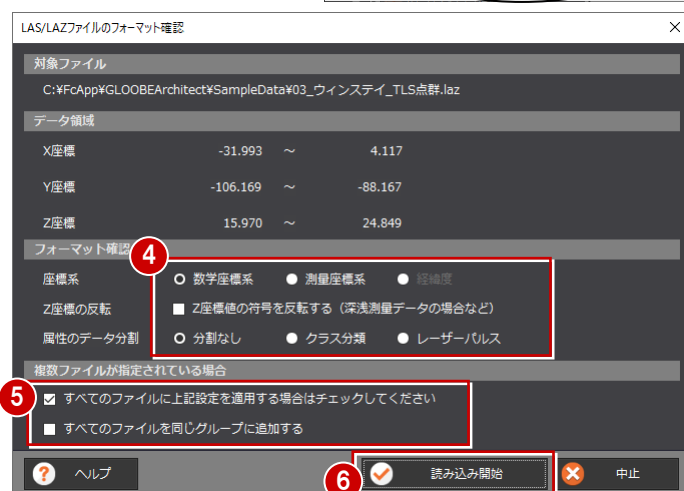 LAS/LAZファイルのフォーマット確認
対象ファイル
C:¥FcApp¥GLOOBEArchitect¥SampleData¥03_ウィンステイ_TLS点群.laz
データ領域
X座標 -31.993 ～ 4.117
Y座標 -106.169 ～ -88.167
Z座標 15.970 ～ 24.849
フォーマット確認
4
座標系 数学座標系 測量座標系 経緯度
Z座標の反転 Z座標値の符号を反転する（深浅測量データの場合など）
属性のデータ分割 分割なし クラス分類 レーザーパルス
複数ファイルが指定されている場合
5
すべてのファイルに上記設定を適用する場合はチェックしてください
すべてのファイルを同じグループに追加する
? ヘルプ 6 読み込み開始 中止